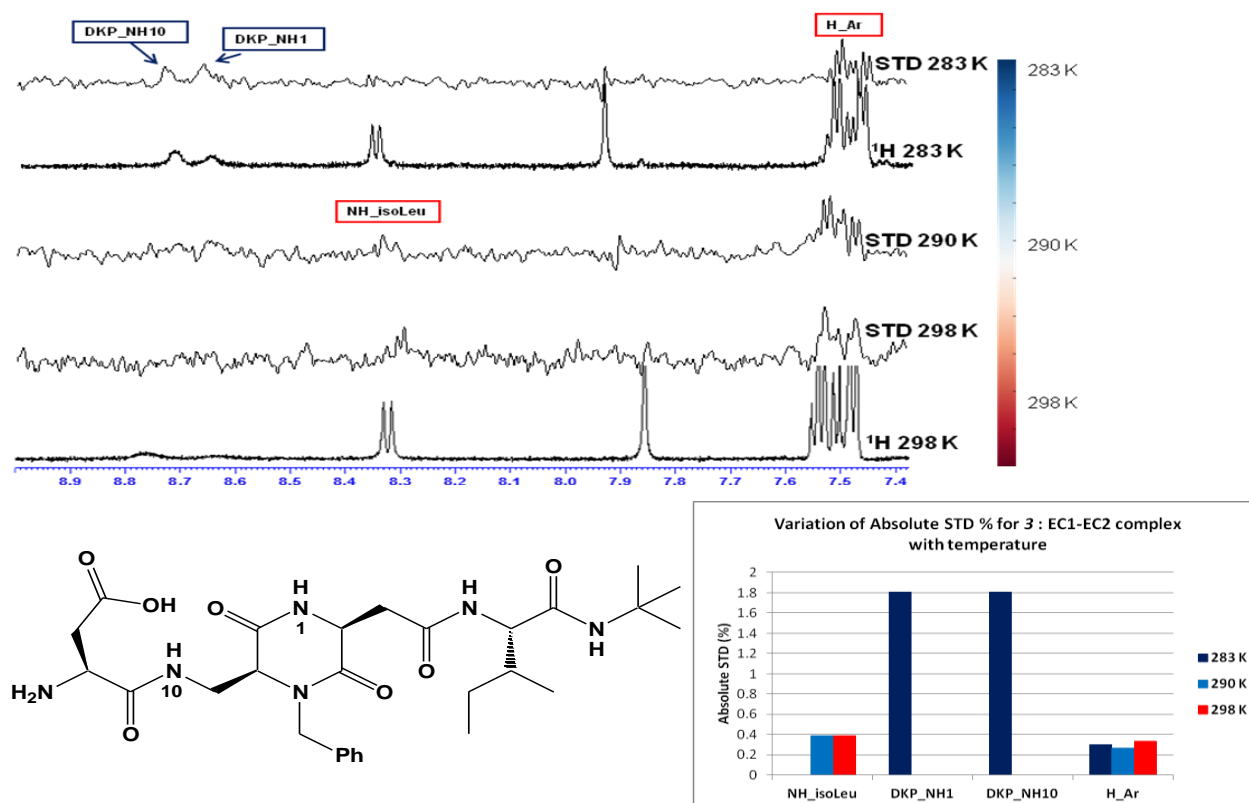 DKP_NH10
DKP_NH1
H_Ar
STD 283 K
283 K
¹H 283 K
NH_isoLeu
STD 290 K
290 K
STD 298 K
298 K
¹H 298 K
8.9 8.8 8.7 8.6 8.5 8.4 8.3 8.2 8.1 8.0 7.9 7.8 7.7 7.6 7.5 7.4
O
OH
H₂N
O
H
N
10
O
H
N
1
N
O
Ph
O
H
N
O
N
H
Variation of Absolute STD % for 3 : EC1-EC2 complex
with temperature
Absolute STD (%)
2
1.8
1.6
1.4
1.2
1
0.8
0.6
0.4
0.2
0
NH_isoLeu DKP_NH1 DKP_NH10 H_Ar
283 K
290 K
298 K